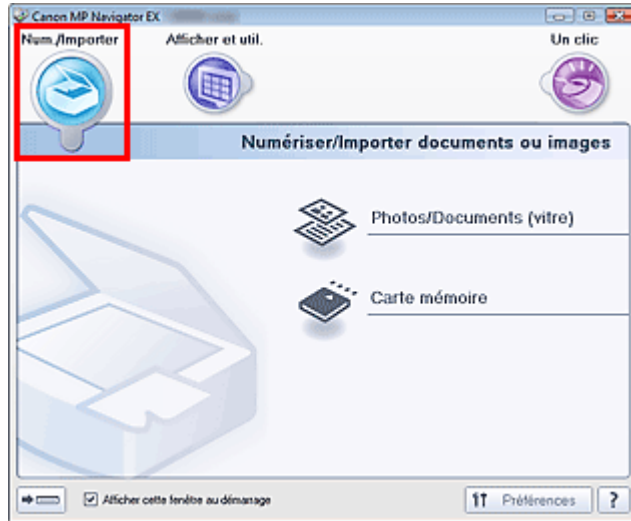 Canon MP Navigator EX
Num./Importer
Afficher et util.
Un clic
Numériser/Importer documents ou images
Photos/Documents (vitre)
Carte mémoire
Afficher cette fenêtre au démarrage
Préférences
?